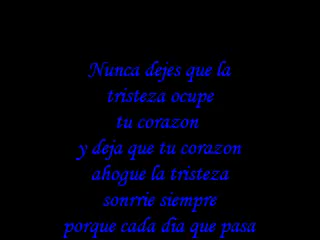 Nunca dejes que la
tristeza ocupe
tu corazon
y deja que tu corazon
ahogue la tristeza
sonrrie siempre
porque cada dia que pasa